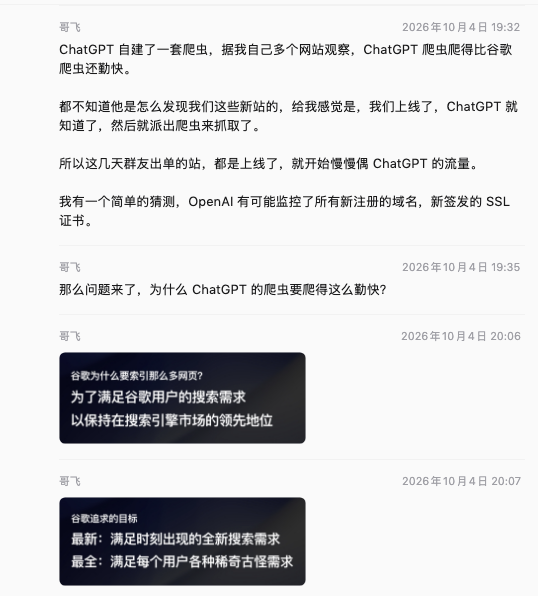 哥飞 2026年10月4日 19:32
ChatGPT 自建了一套爬虫，据我自己多个网站观察，ChatGPT 爬虫爬得比谷歌
爬虫还勤快。
都不知道他是怎么发现我们这些新站的，给我感觉是，我们上线了，ChatGPT 就
知道了，然后就派出爬虫来抓取了。
所以这几天群友出单的站，都是上线了，就开始慢慢偶 ChatGPT 的流量。
我有一个简单的猜测，OpenAI 有可能监控了所有新注册的域名，新签发的 SSL
证书。
哥飞 2026年10月4日 19:35
那么问题来了，为什么 ChatGPT 的爬虫要爬得这么勤快？
哥飞 2026年10月4日 20:06
谷歌为什么要索引那么多网页？
为了满足谷歌用户的搜索需求
以保持在搜索引擎市场的领先地位
哥飞 2026年10月4日 20:07
谷歌追求的目标
最新：满足时刻出现的全新搜索需求
最全：满足每个用户各种稀奇古怪需求